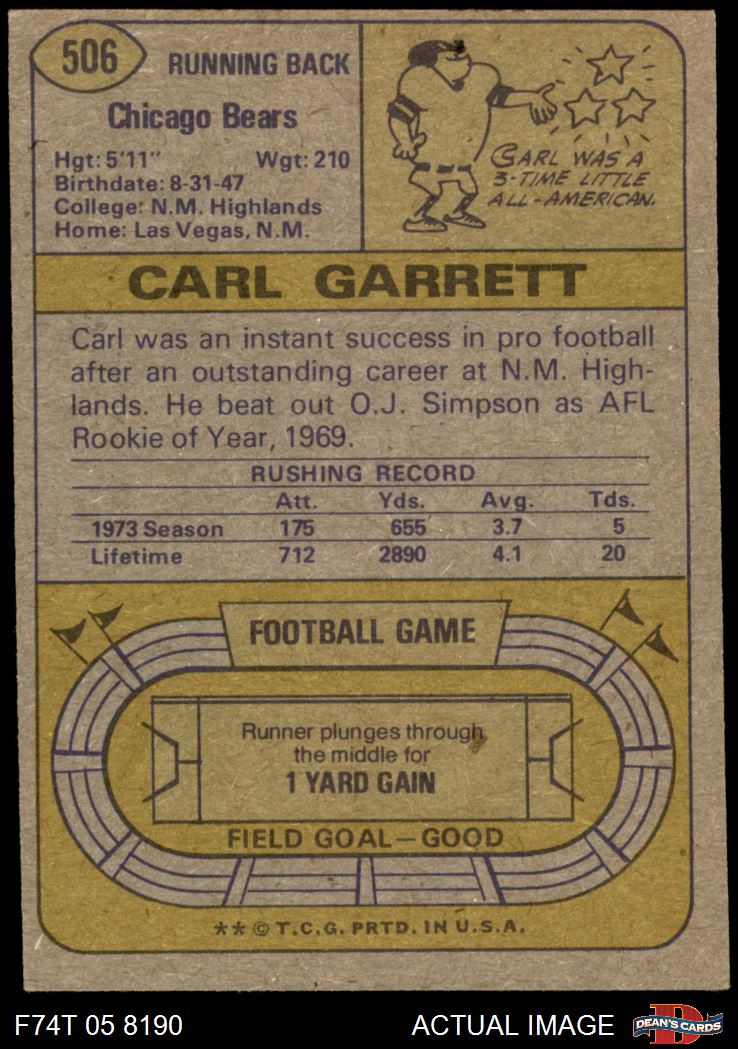 506
RUNNING BACK
Chicago Bears
Hgt: 5'11" Wgt: 210
Birthdate: 8-31-47
College: N.M. Highlands
Home: Las Vegas, N.M.
CARL WAS A
3-TIME LITTLE
ALL-AMERICAN.
CARL GARRETT
Carl was an instant success in pro football
after an outstanding career at N.M. High-
lands. He beat out O.J. Simpson as AFL
Rookie of Year, 1969.
RUSHING RECORD
Att. Yds. Avg. Tds.
1973 Season 175 655 3.7 5
Lifetime 712 2890 4.1 20
FOOTBALL GAME
Runner plunges through
the middle for
1 YARD GAIN
FIELD GOAL—GOOD
** © T.C.G. PRTD. IN U.S.A.
F74T 05 8190 ACTUAL IMAGE
D
DEAN'S CARDS